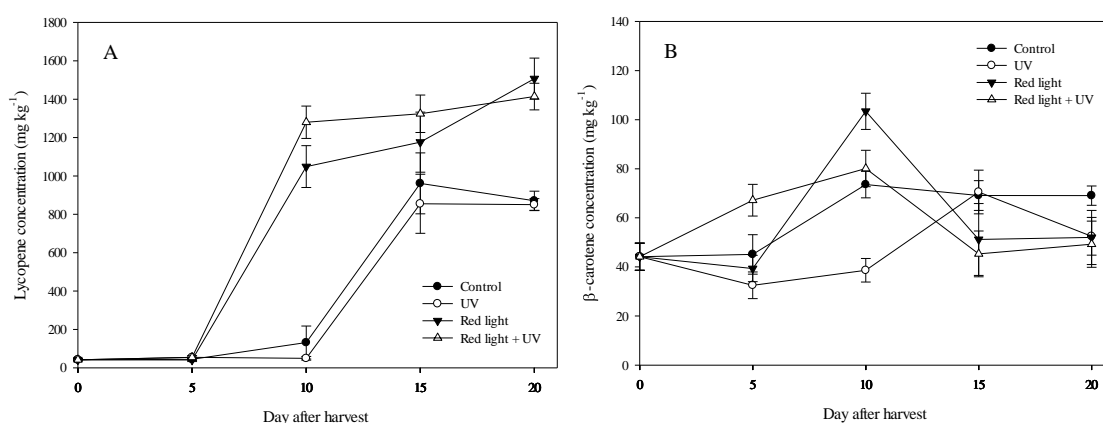 A
Lycopene concentration (mg kg⁻¹)
1800
1600
1400
1200
1000
800
600
400
200
0
Control
UV
Red light
Red light + UV
0 5 10 15 20
Day after harvest
B
β-carotene concentration (mg kg⁻¹)
140
120
100
80
60
40
20
0
Control
UV
Red light
Red light + UV
0 5 10 15 20
Day after harvest